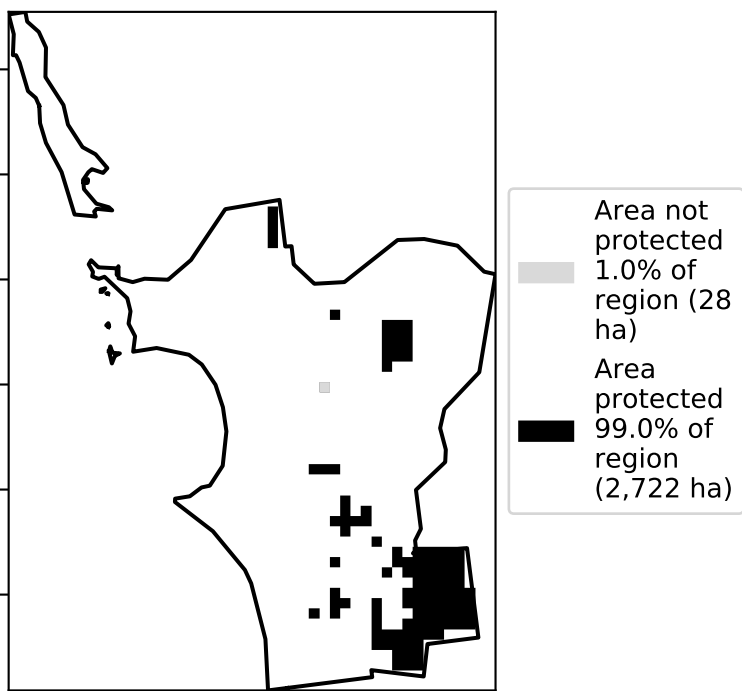 Area not
protected
1.0% of
region (28
ha)
Area
protected
99.0% of
region
(2,722 ha)